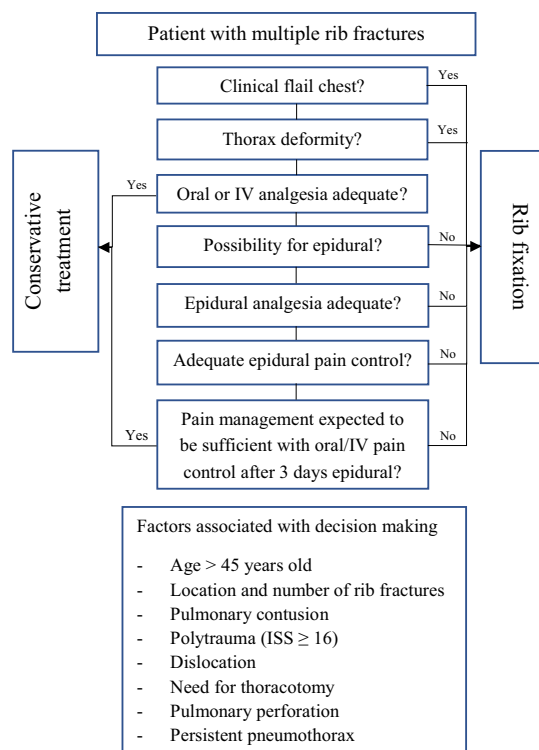 Patient with multiple rib fractures
Clinical flail chest?
Yes
Thorax deformity?
Yes
Conservative
treatment
Yes
Oral or IV analgesia adequate?
Rib fixation
Possibility for epidural?
No
Epidural analgesia adequate?
No
Adequate epidural pain control?
No
Yes
Pain management expected to
be sufficient with oral/IV pain
control after 3 days epidural?
No
Factors associated with decision making
- Age > 45 years old
- Location and number of rib fractures
- Pulmonary contusion
- Polytrauma (ISS ≥ 16)
- Dislocation
- Need for thoracotomy
- Pulmonary perforation
- Persistent pneumothorax